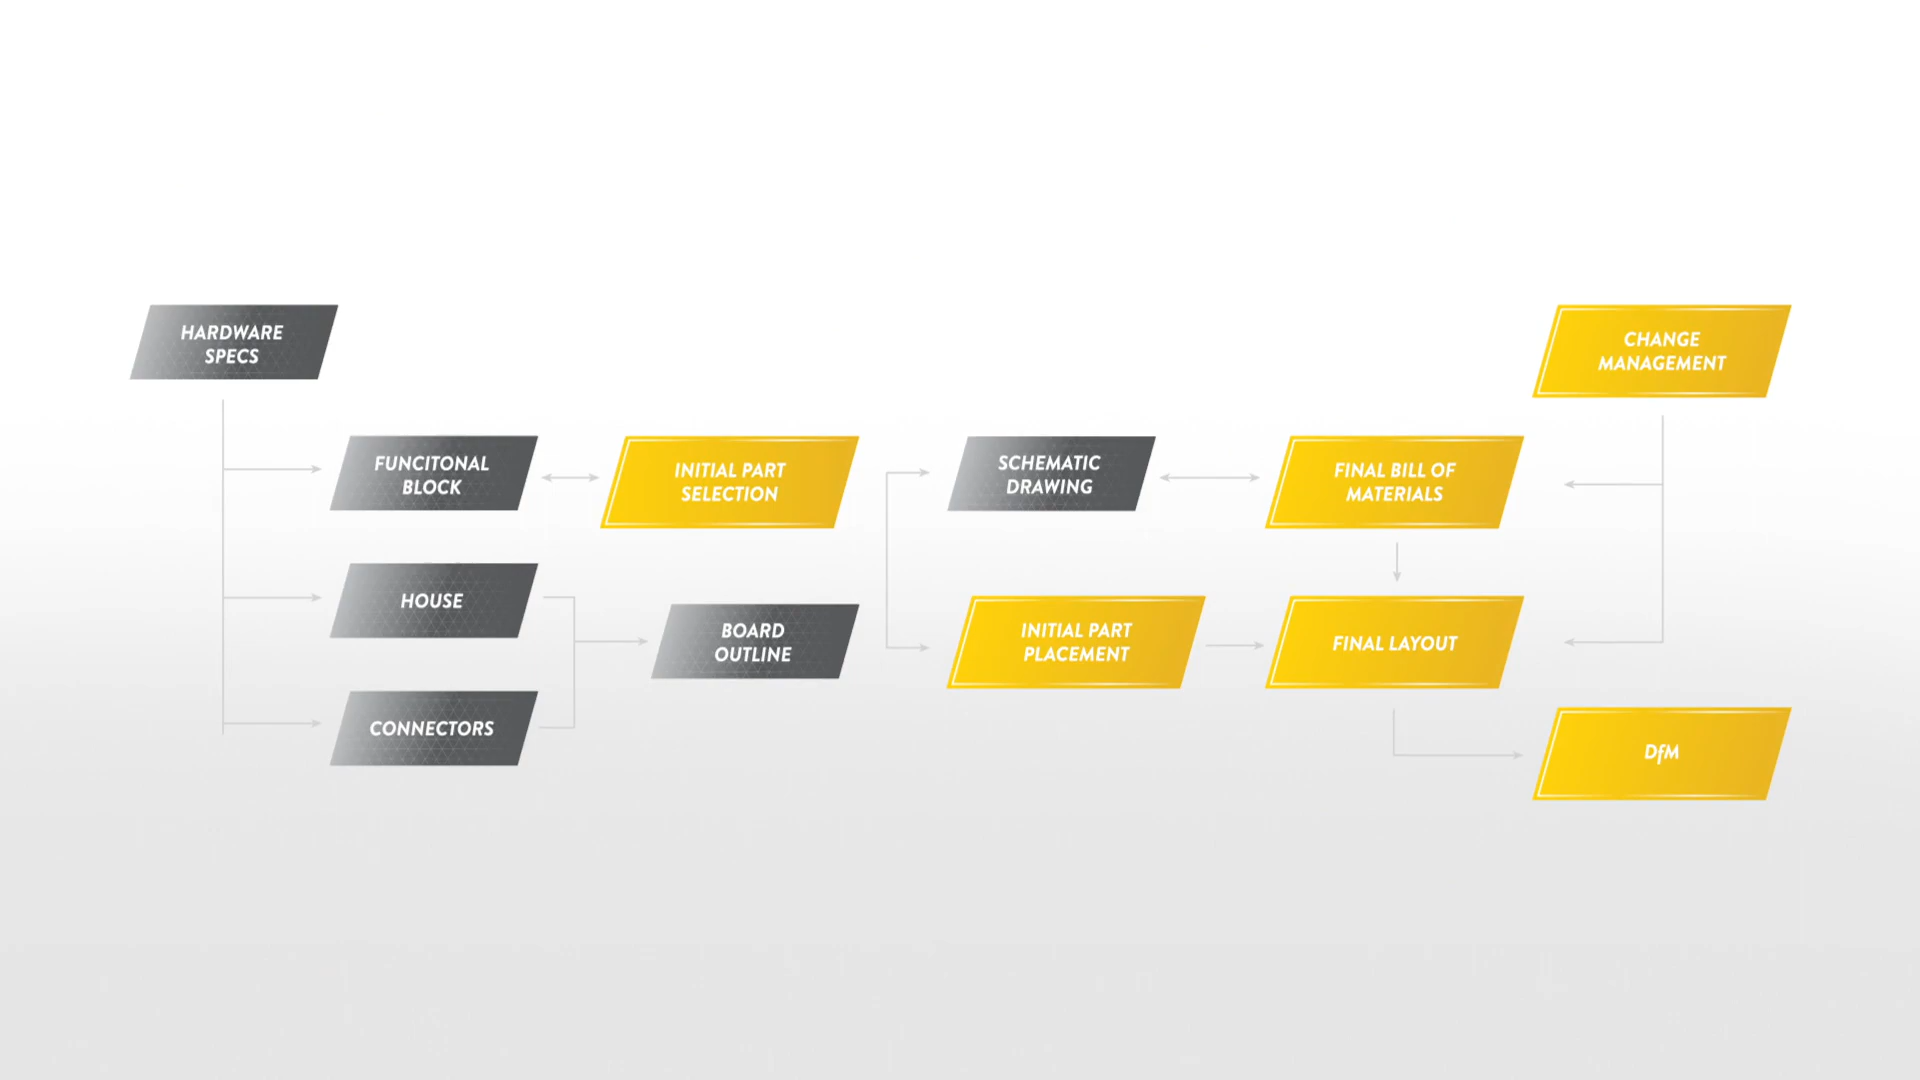 HARDWARE
SPECS
CHANGE
MANAGEMENT
FUNCITONAL
BLOCK
INITIAL PART
SELECTION
SCHEMATIC
DRAWING
FINAL BILL OF
MATERIALS
HOUSE
BOARD
OUTLINE
INITIAL PART
PLACEMENT
FINAL LAYOUT
CONNECTORS
DfM